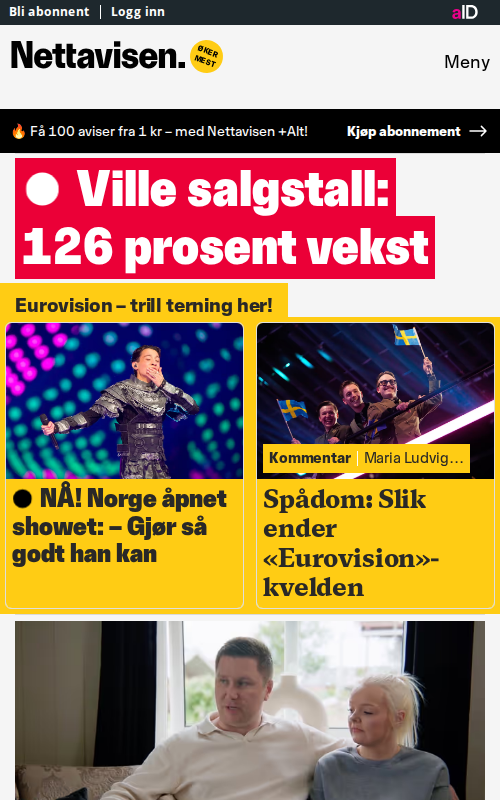 Bli abonnent Logg inn aID
Nettavisen. ØKER MEST
Meny
🔥 Få 100 aviser fra 1 kr – med Nettavisen +Alt! Kjøp abonnement →
Ville salgstall:
126 prosent vekst
Eurovision – trill terning her!
NÅ! Norge åpnet
showet: – Gjør så
godt han kan
Kommentar Maria Ludvig...
Spådom: Slik
ender
«Eurovision»-
kvelden